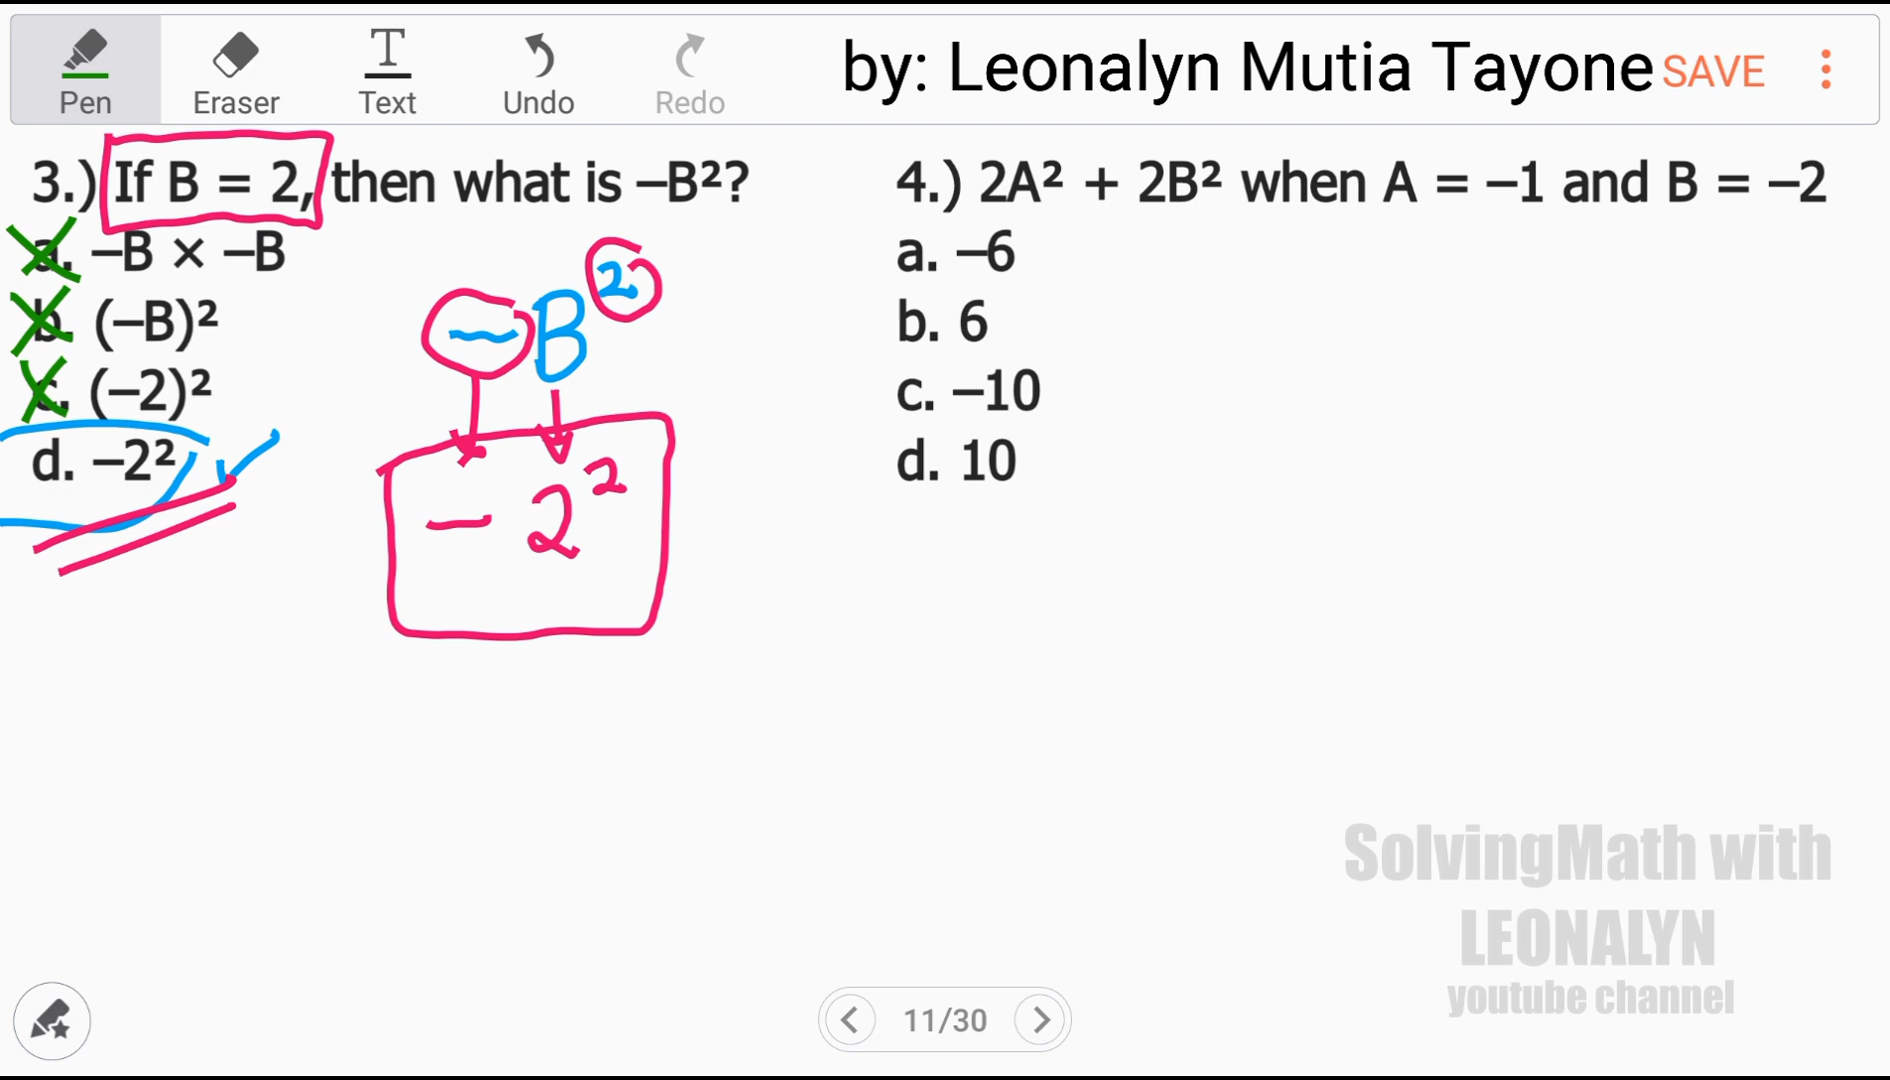 Pen
Eraser
T
Text
Undo
Redo
by: Leonalyn Mutia Tayone
SAVE
3.) If B = 2, then what is –B²?
a. –B × –B
b. (–B)²
c. (–2)²
d. –2²
–B²
–2²
4.) 2A² + 2B² when A = –1 and B = –2
a. –6
b. 6
c. –10
d. 10
SolvingMath with
LEONALYN
youtube channel
11/30